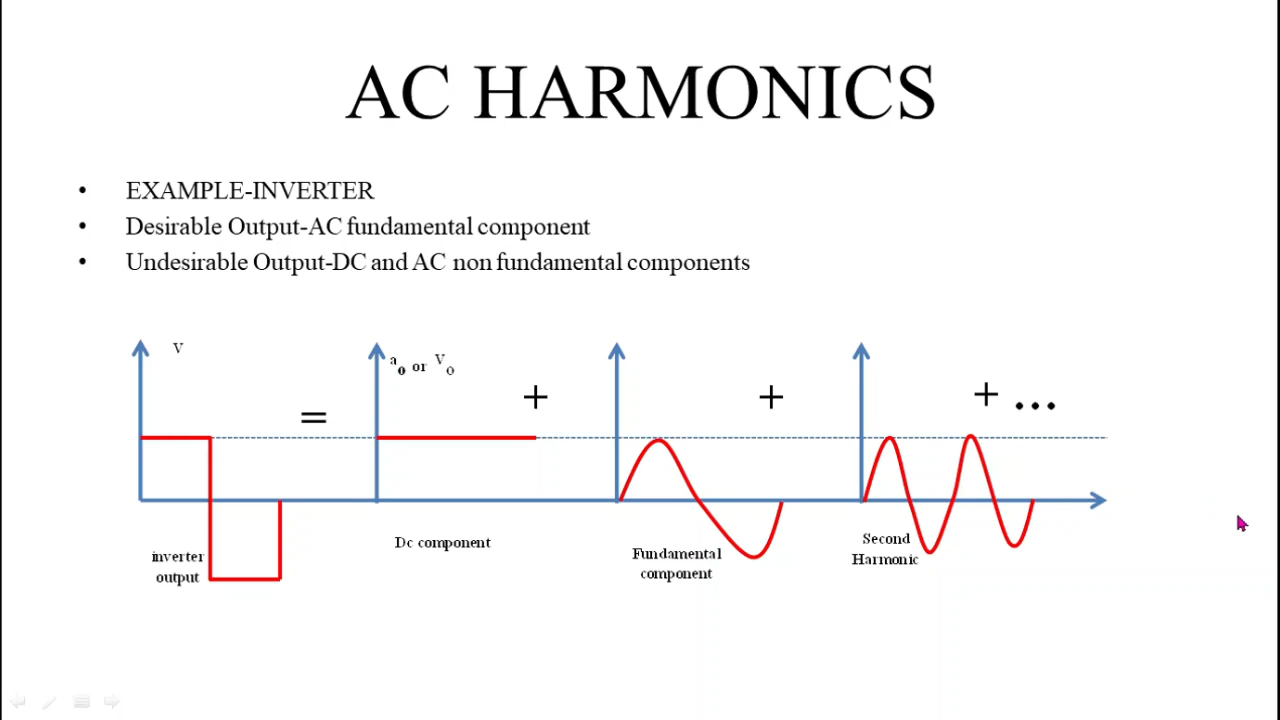 AC HARMONICS
• EXAMPLE-INVERTER
• Desirable Output-AC fundamental component
• Undesirable Output-DC and AC non fundamental components
V
a₀ or V₀
= + + + ...
inverter
output
Dc component
Fundamental
component
Second
Harmonic